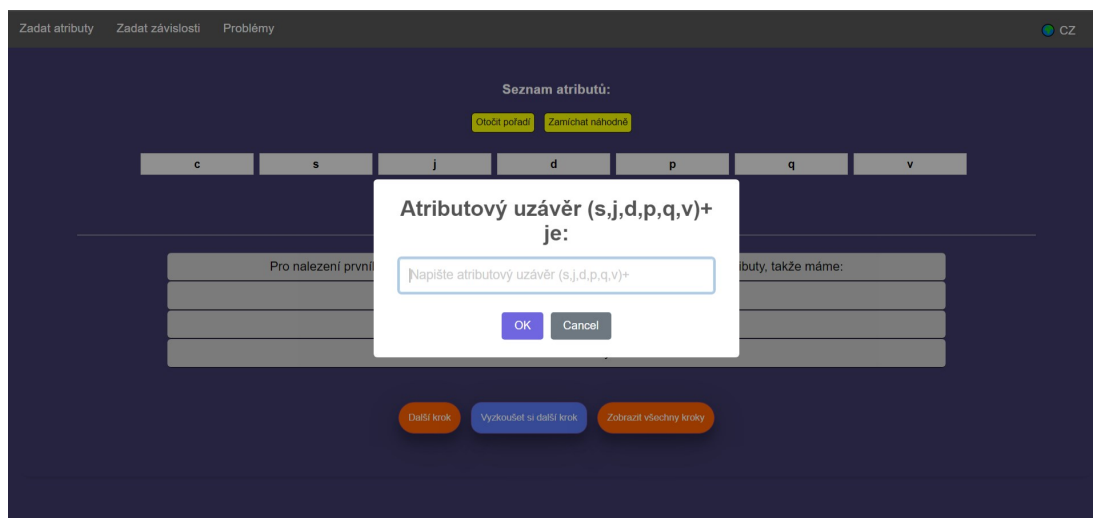 Zadat atributy Zadat závislosti Problémy CZ
Seznam atributů:
Otočit pořadí Zamíchat náhodně
c s j d p q v
Atributový uzávěr (s,j,d,p,q,v)+
je:
Pro nalezení první ibuty, takže máme:
Napište atributový uzávěr (s,j,d,p,q,v)+
OK Cancel
Další krok Vyzkoušet si další krok Zobrazit všechny kroky